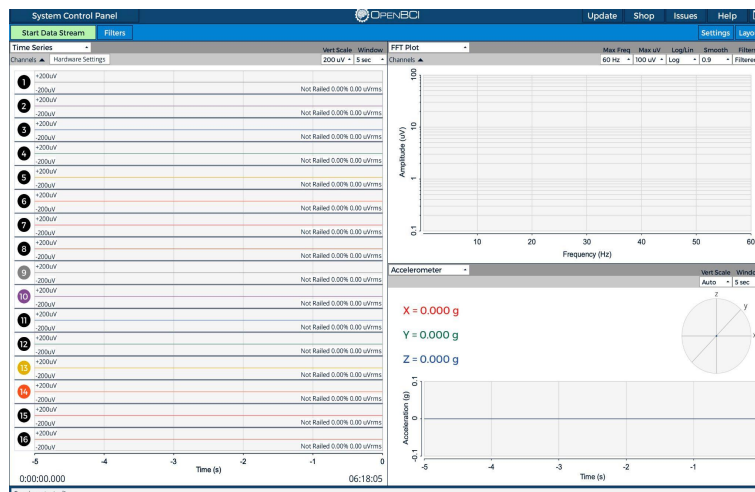 System Control Panel
OPENBCI
Update Shop Issues Help
Start Data Stream Filters
Settings Layo
Time Series
Vert Scale Window
Channels Hardware Settings
200 uV 5 sec
1 +200uV
-200uV Not Railed 0.00% 0.00 uVrms
2 +200uV
-200uV Not Railed 0.00% 0.00 uVrms
3 +200uV
-200uV Not Railed 0.00% 0.00 uVrms
4 +200uV
-200uV Not Railed 0.00% 0.00 uVrms
5 +200uV
-200uV Not Railed 0.00% 0.00 uVrms
6 +200uV
-200uV Not Railed 0.00% 0.00 uVrms
7 +200uV
-200uV Not Railed 0.00% 0.00 uVrms
8 +200uV
-200uV Not Railed 0.00% 0.00 uVrms
9 +200uV
-200uV Not Railed 0.00% 0.00 uVrms
10 +200uV
-200uV Not Railed 0.00% 0.00 uVrms
11 +200uV
-200uV Not Railed 0.00% 0.00 uVrms
12 +200uV
-200uV Not Railed 0.00% 0.00 uVrms
13 +200uV
-200uV Not Railed 0.00% 0.00 uVrms
14 +200uV
-200uV Not Railed 0.00% 0.00 uVrms
15 +200uV
-200uV Not Railed 0.00% 0.00 uVrms
16 +200uV
-200uV Not Railed 0.00% 0.00 uVrms
-5 -4 -3 -2 -1 0
Time (s)
0:00:00.000 06:18:05
FFT Plot
Max Freq Max uV Log/Lin Smooth Filter
Channels
60 Hz 100 uV Log 0.9 Filtered
100
10
1
0.1
Amplitude (uV)
10 20 30 40 50 60
Frequency (Hz)
Accelerometer
Vert Scale Windo
Auto 5 sec
X = 0.000 g
Y = 0.000 g
Z = 0.000 g
z
y
x
0.1
0
-0.1
Acceleration (g)
-5 -4 -3 -2 -1
Time (s)